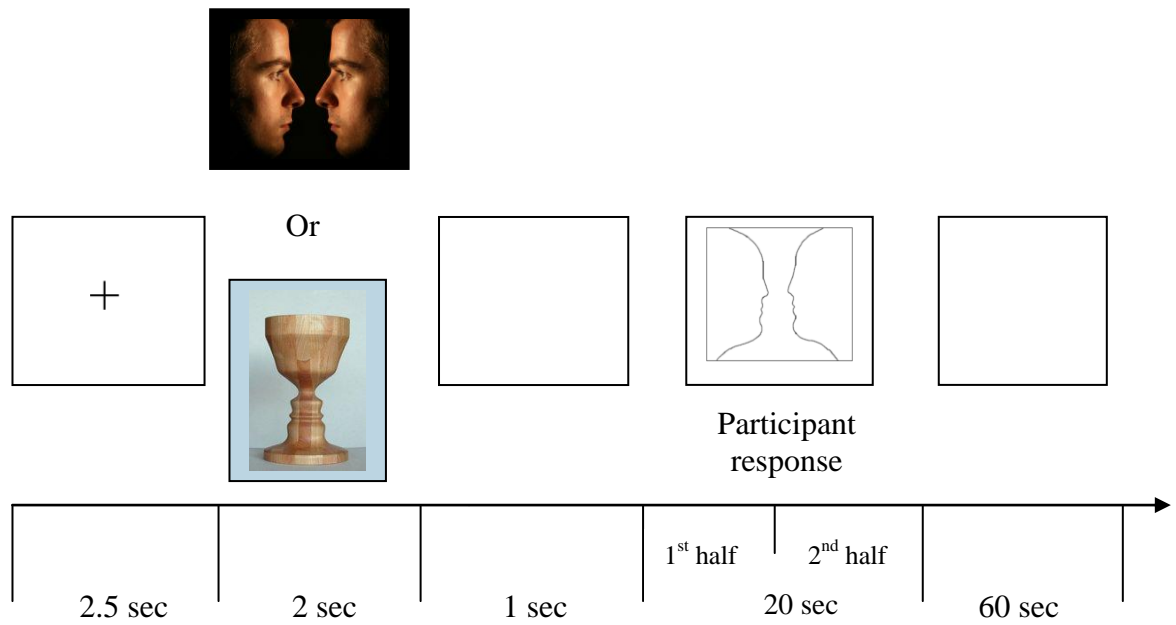 Or
Participant
response
1st half
2nd half
2.5 sec
2 sec
1 sec
20 sec
60 sec